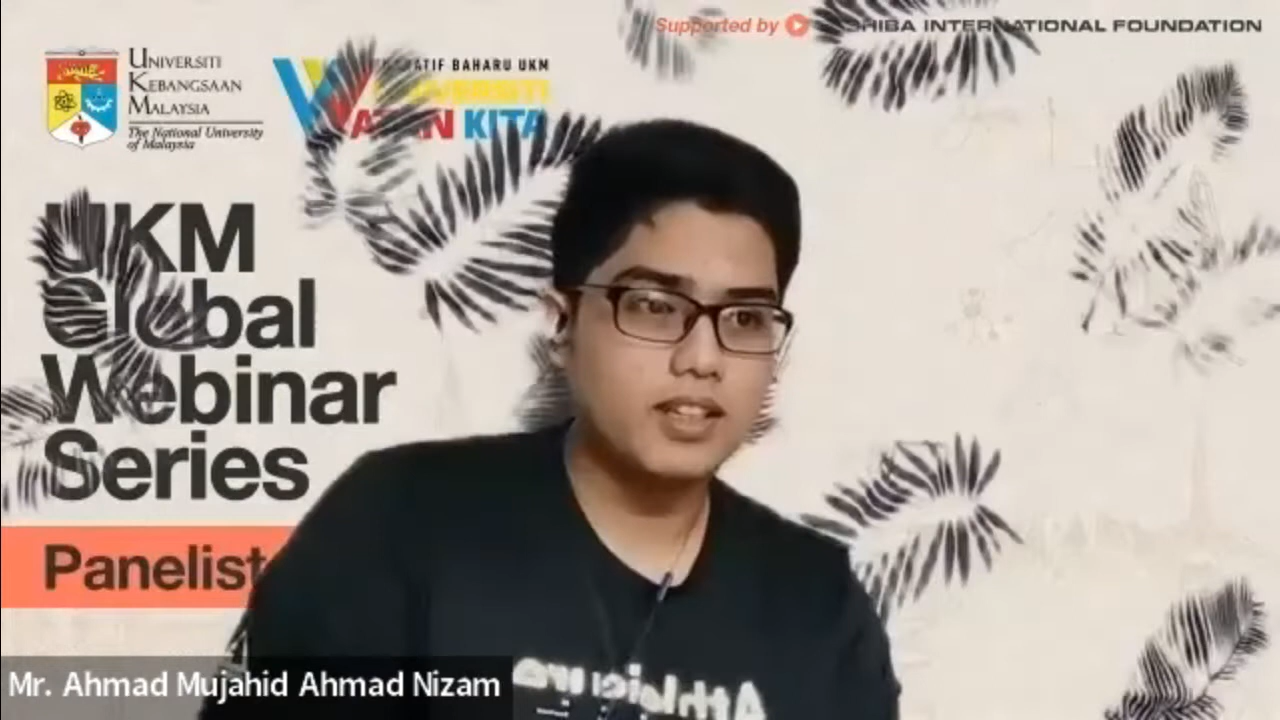 Supported by
INTERNATIONAL FOUNDATION
UNIVERSITI
KEBANGSAAN
MALAYSIA
The National University
of Malaysia
BAHARU UKM
KITA
UKM
Global
Webinar
Series
Panelist
Mr. Ahmad Mujahid Ahmad Nizam